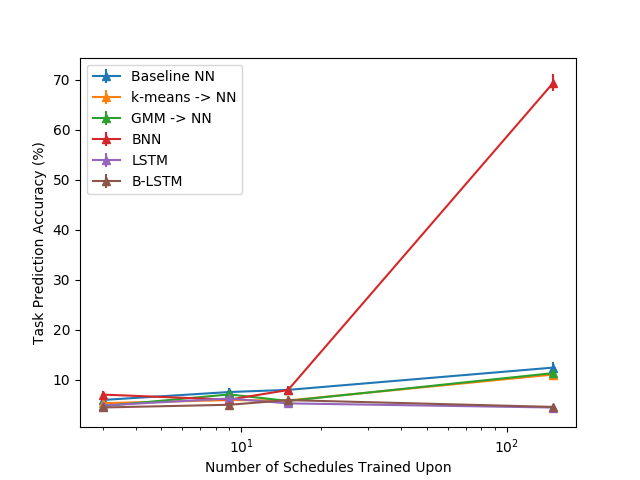 Baseline NN
k-means -> NN
GMM -> NN
BNN
LSTM
B-LSTM
70
60
50
40
30
20
10
Task Prediction Accuracy (%)
10¹ 10²
Number of Schedules Trained Upon